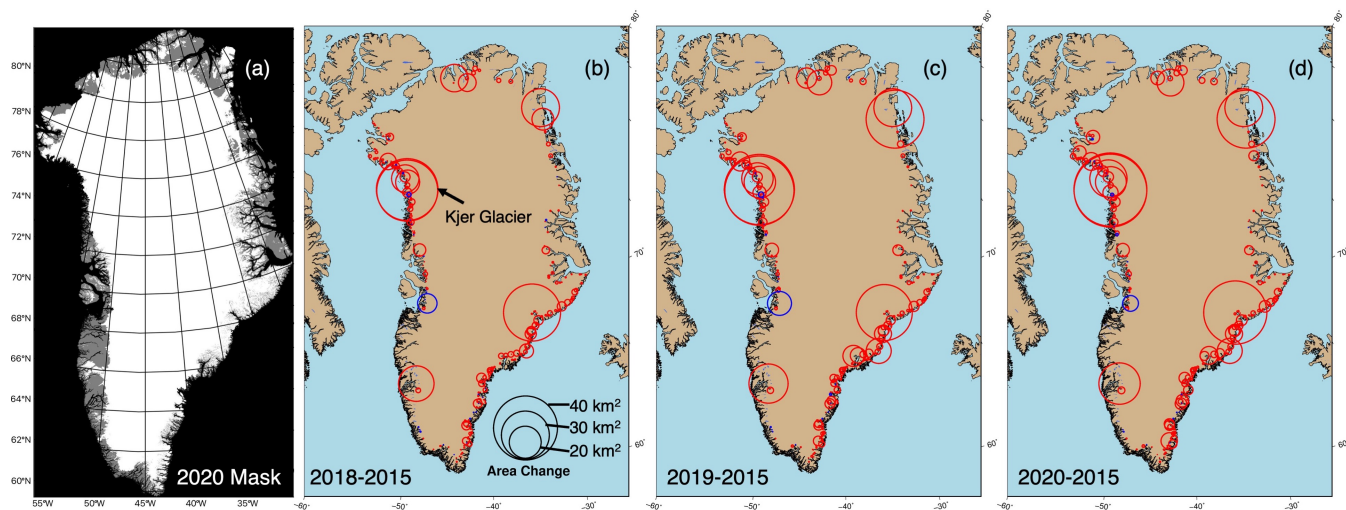 (a)
80°N
78°N
76°N
74°N
72°N
70°N
68°N
66°N
64°N
62°N
60°N
55°W
50°W
45°W
40°W
35°W
2020 Mask
(b)
Kjer Glacier
40 km²
30 km²
20 km²
Area Change
2018-2015
80°
70°
60°
-60°
-50°
-40°
-30°
(c)
2019-2015
80°
70°
60°
-60°
-50°
-40°
-30°
(d)
2020-2015
80°
70°
60°
-60°
-50°
-40°
-30°